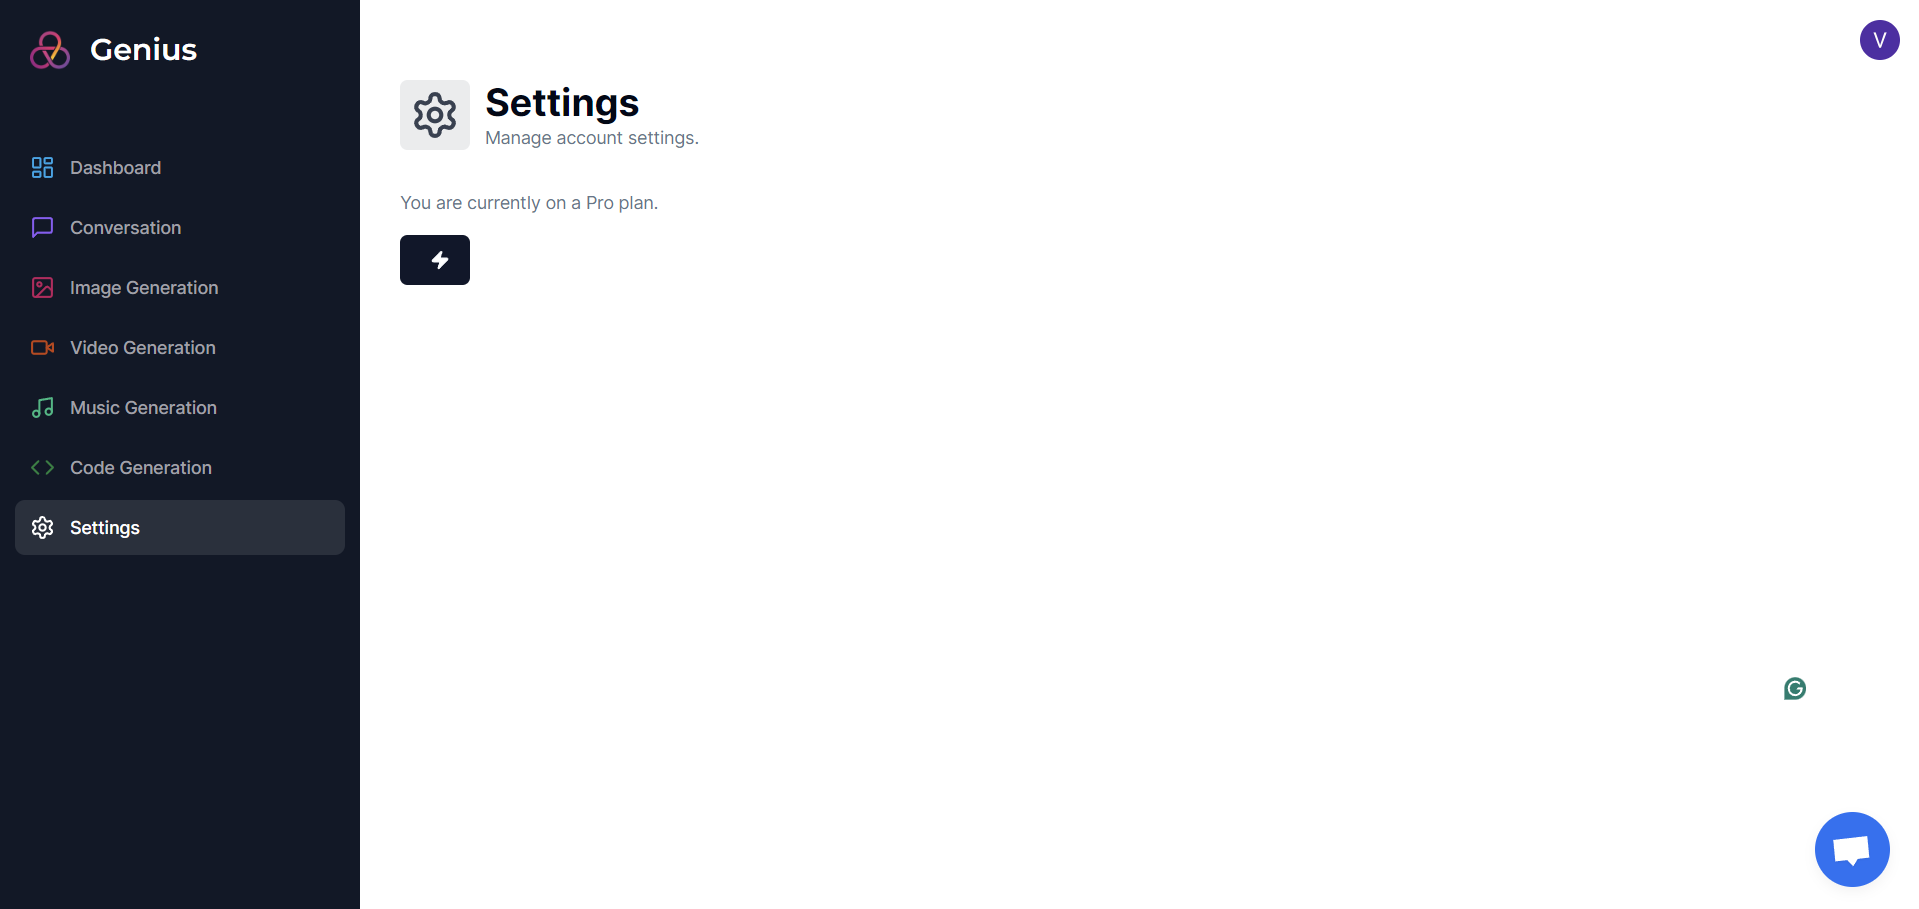 Genius
Dashboard
Conversation
Image Generation
Video Generation
Music Generation
Code Generation
Settings
V
Settings
Manage account settings.
You are currently on a Pro plan.